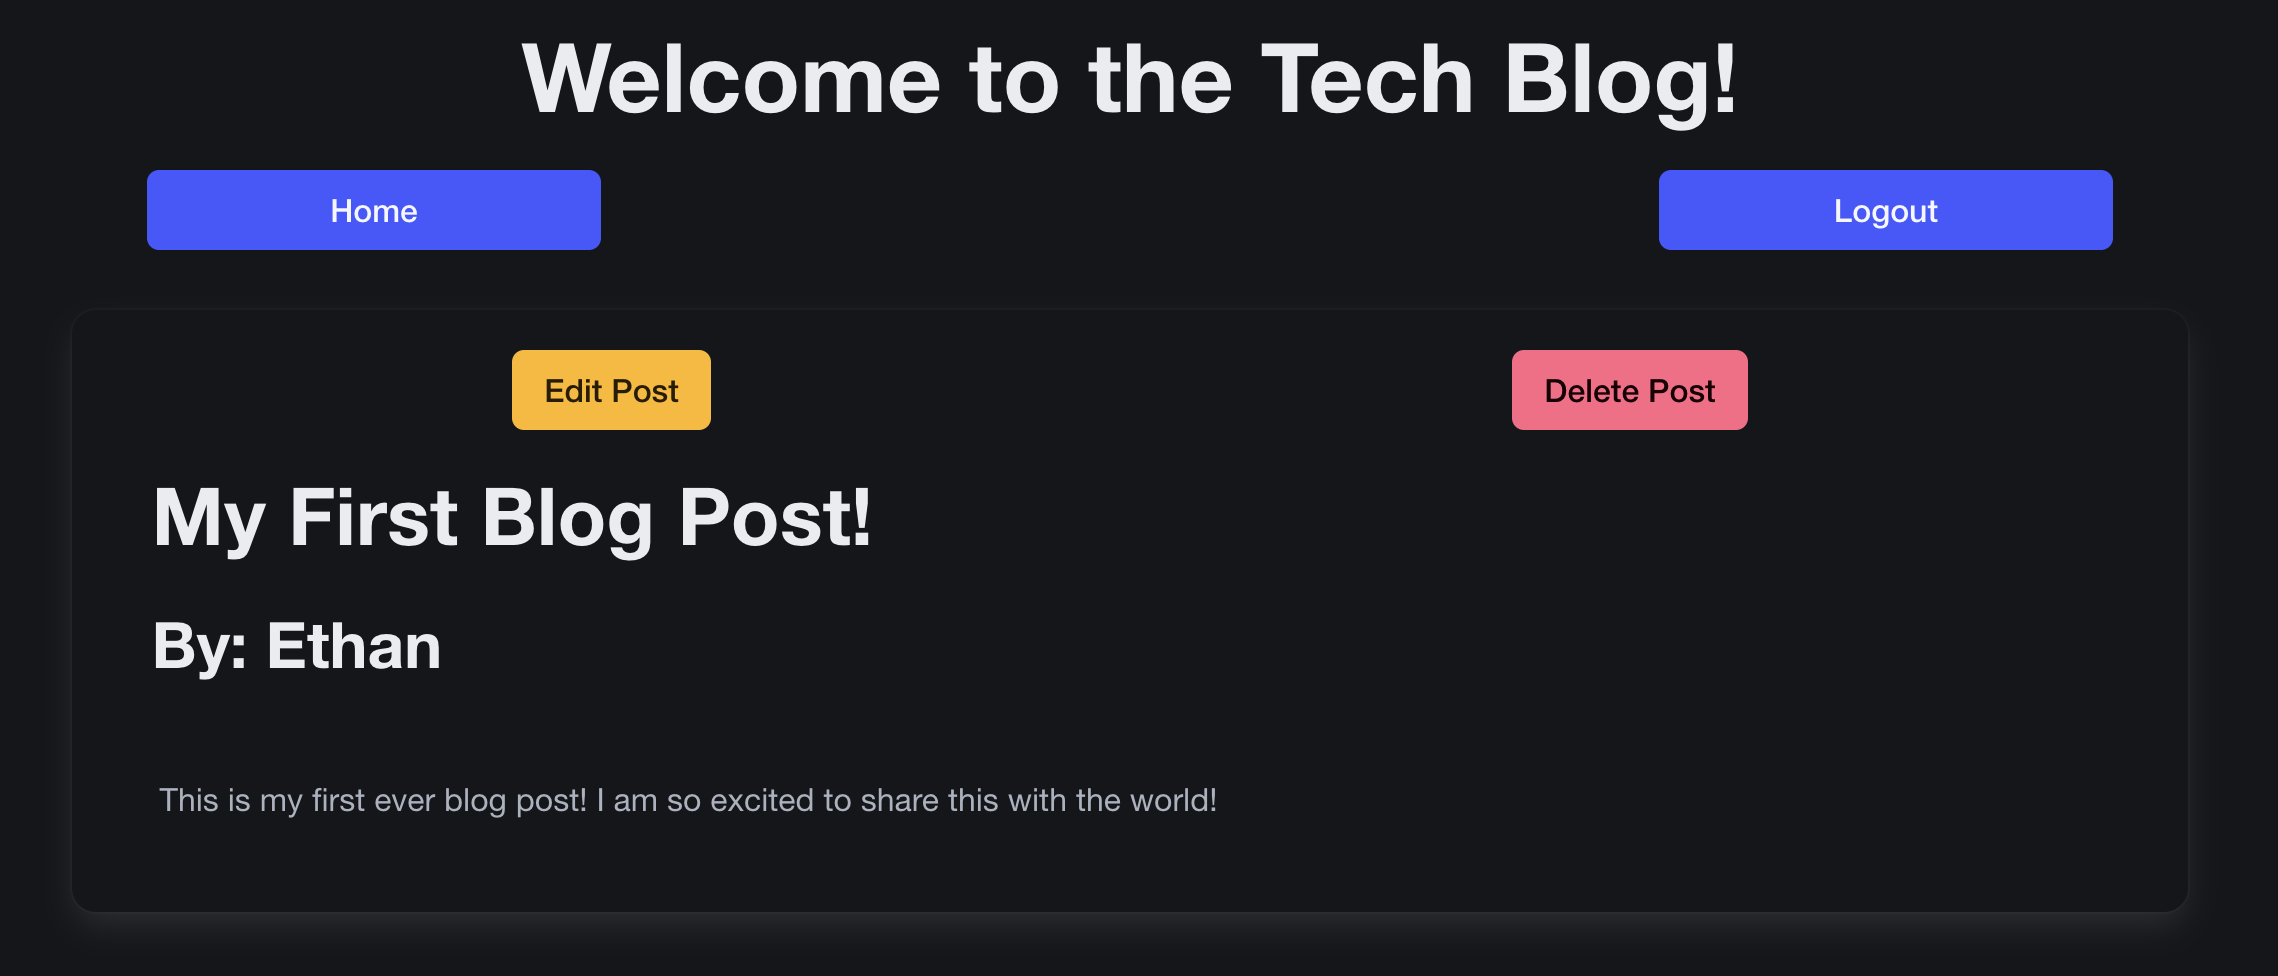 Welcome to the Tech Blog!
Home
Logout
Edit Post
Delete Post
My First Blog Post!
By: Ethan
This is my first ever blog post! I am so excited to share this with the world!